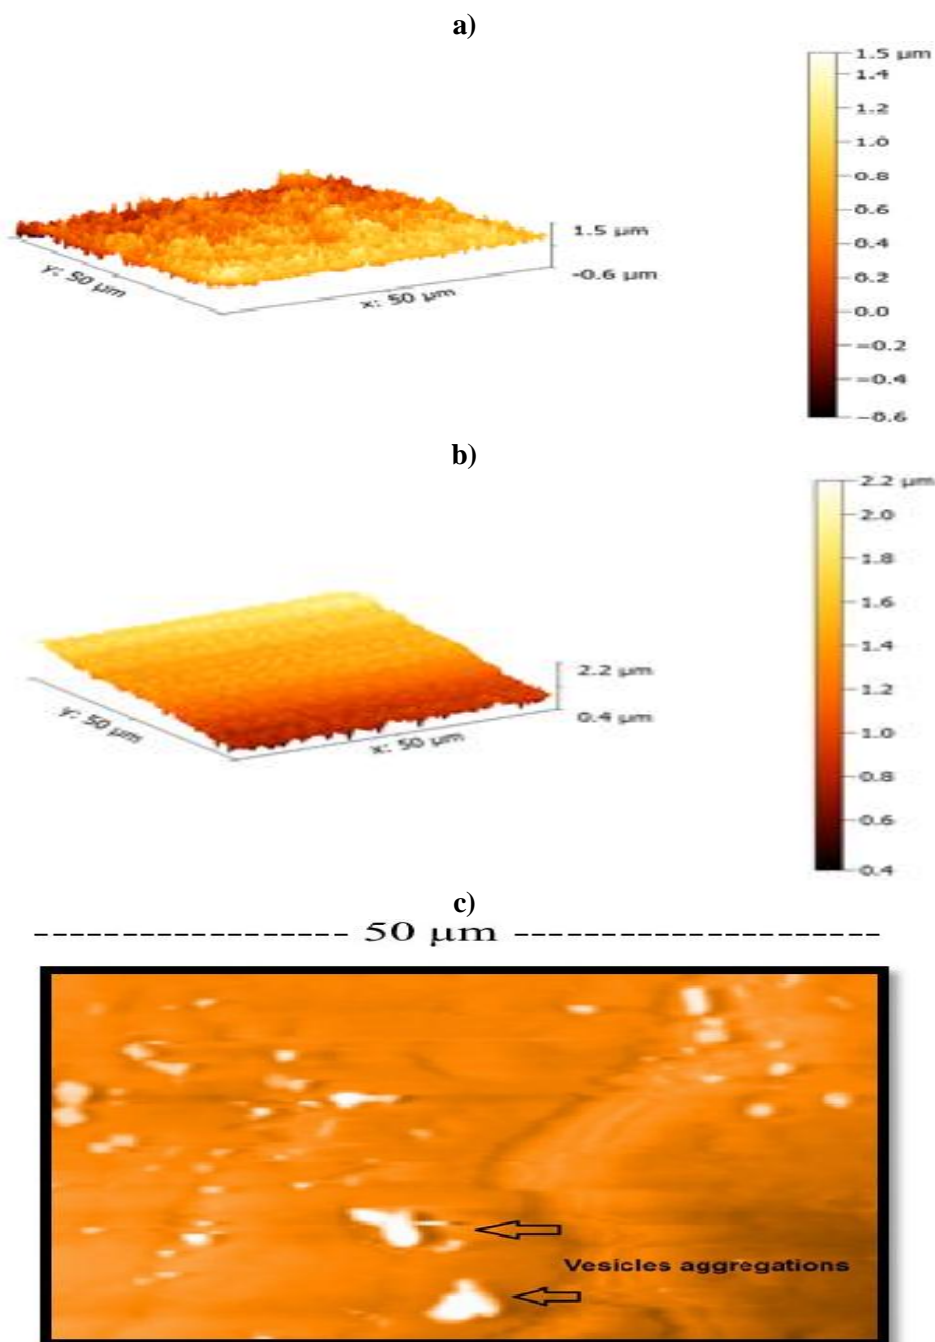 a)
1.5 µm
1.4
1.2
1.0
0.8
0.6
0.4
0.2
0.0
−0.2
−0.4
−0.6
1.5 µm
-0.6 µm
y: 50 µm
x: 50 µm
b)
2.2 µm
2.0
1.8
1.6
1.4
1.2
1.0
0.8
0.6
0.4
2.2 µm
0.4 µm
y: 50 µm
x: 50 µm
c)
------------------- 50 µm ----------------------
Vesicles aggregations